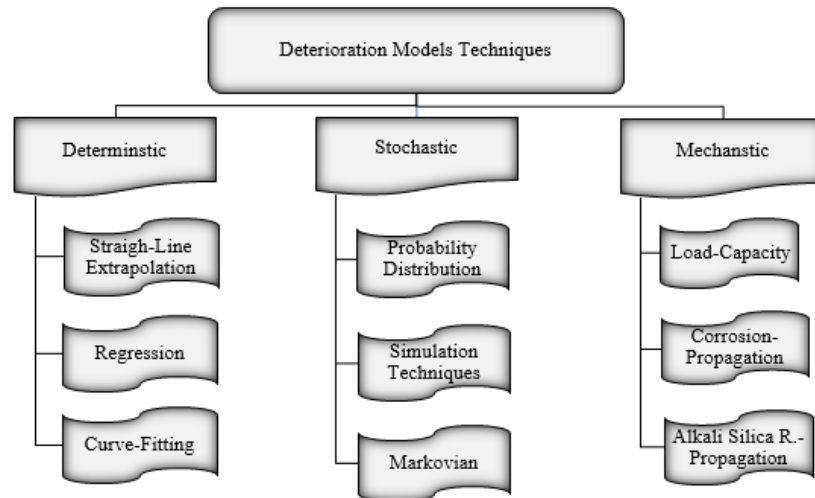 Deterioration Models Techniques
Determinstic
Stochastic
Mechanstic
Straigh-Line
Extrapolation
Regression
Curve-Fitting
Probability
Distribution
Simulation
Techniques
Markovian
Load-Capacity
Corrosion-
Propagation
Alkali Silica R.-
Propagation